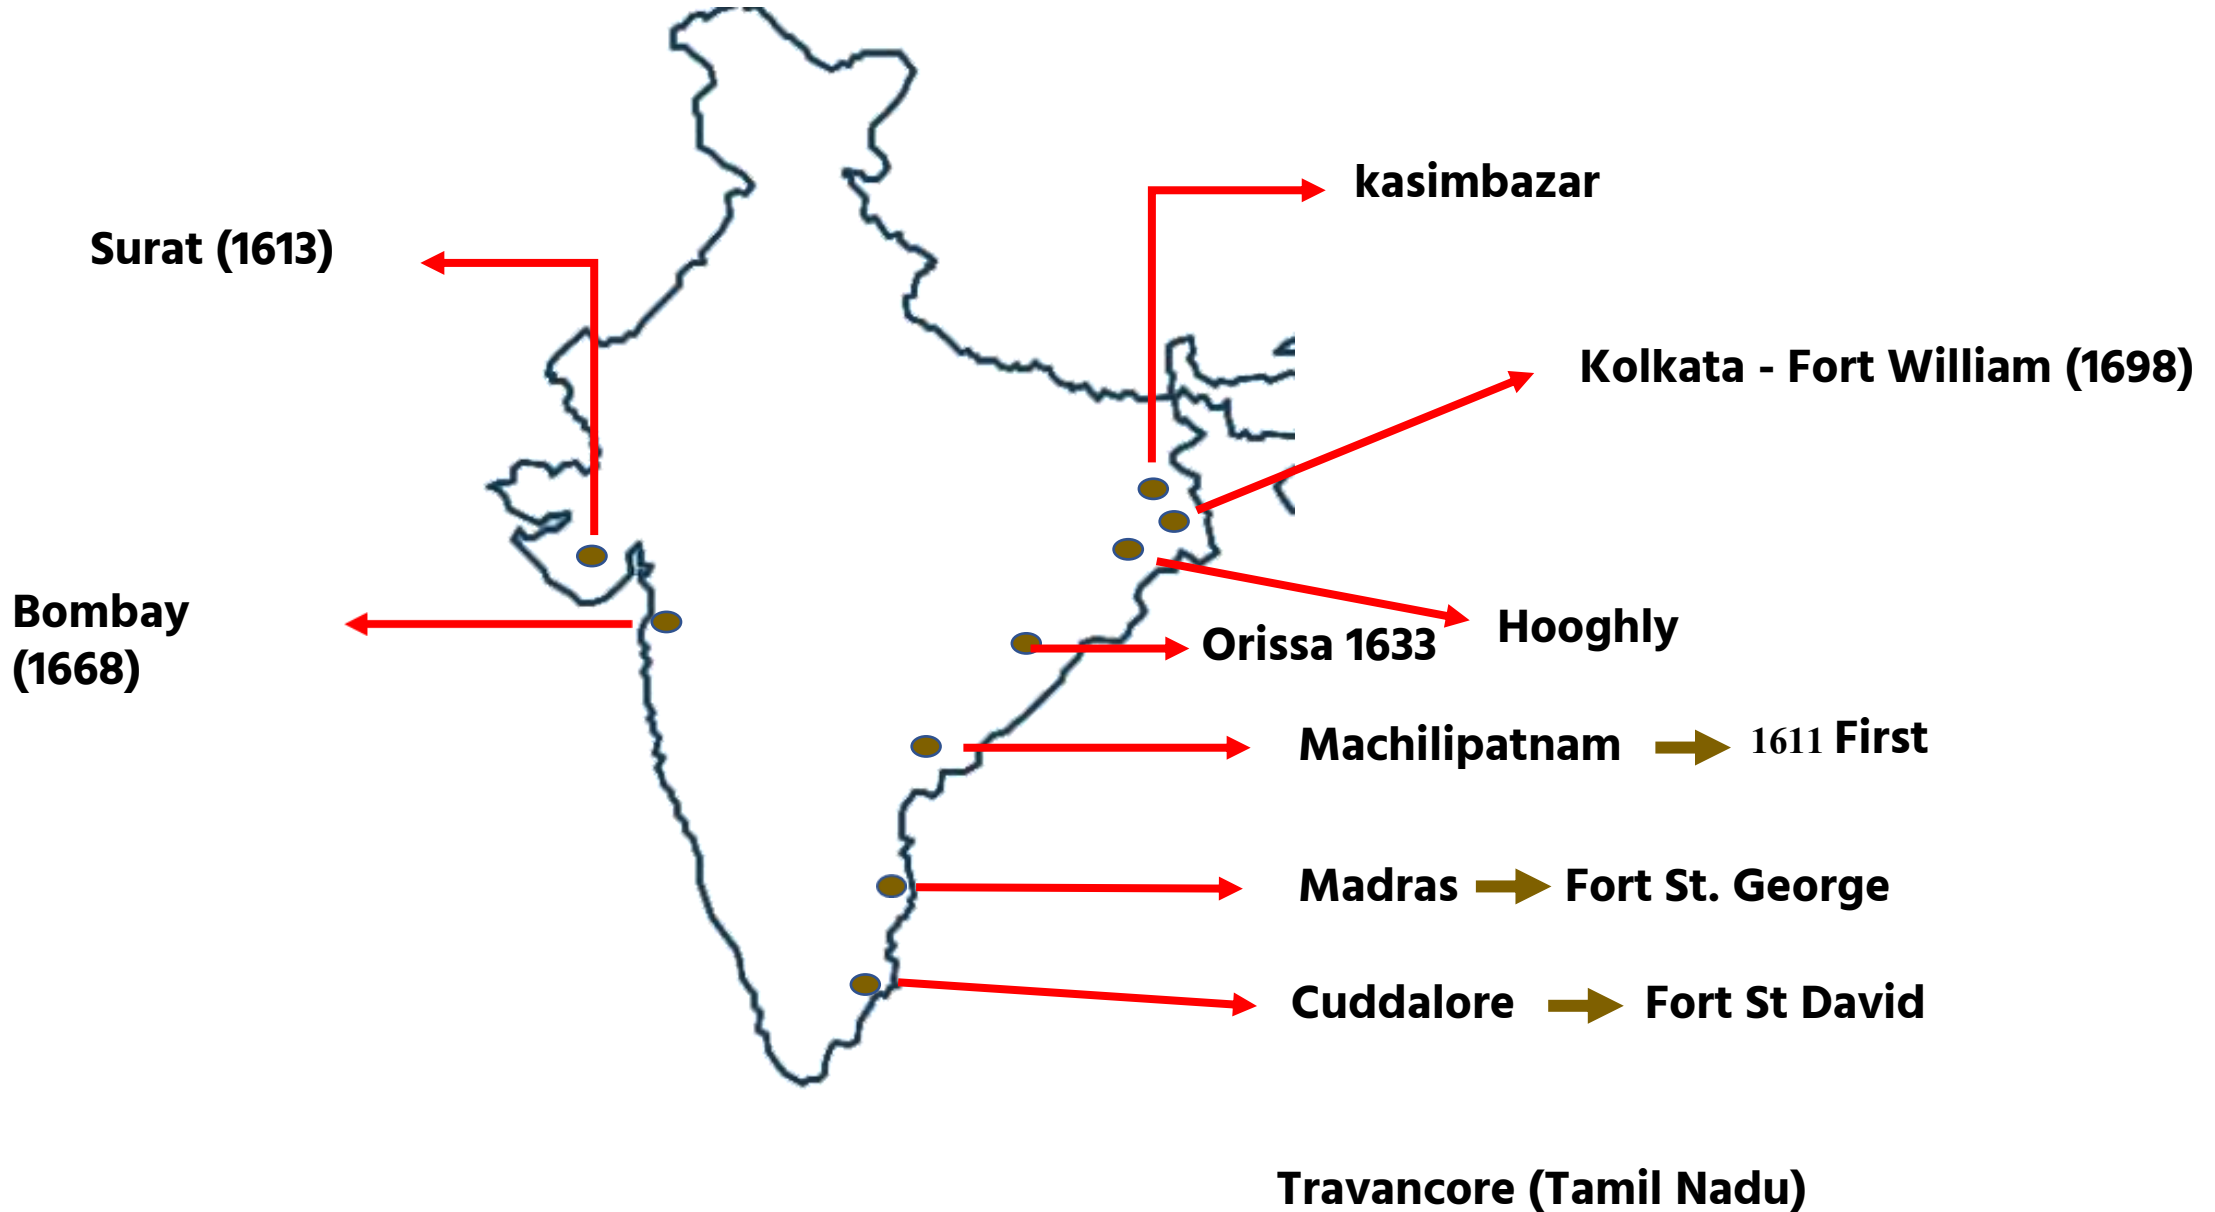 kasimbazar
Surat (1613)
Kolkata - Fort William (1698)
Bombay
(1668)
Hooghly
Orissa 1633
Machilipatnam 1611 First
Madras Fort St. George
Cuddalore Fort St David
Travancore (Tamil Nadu)